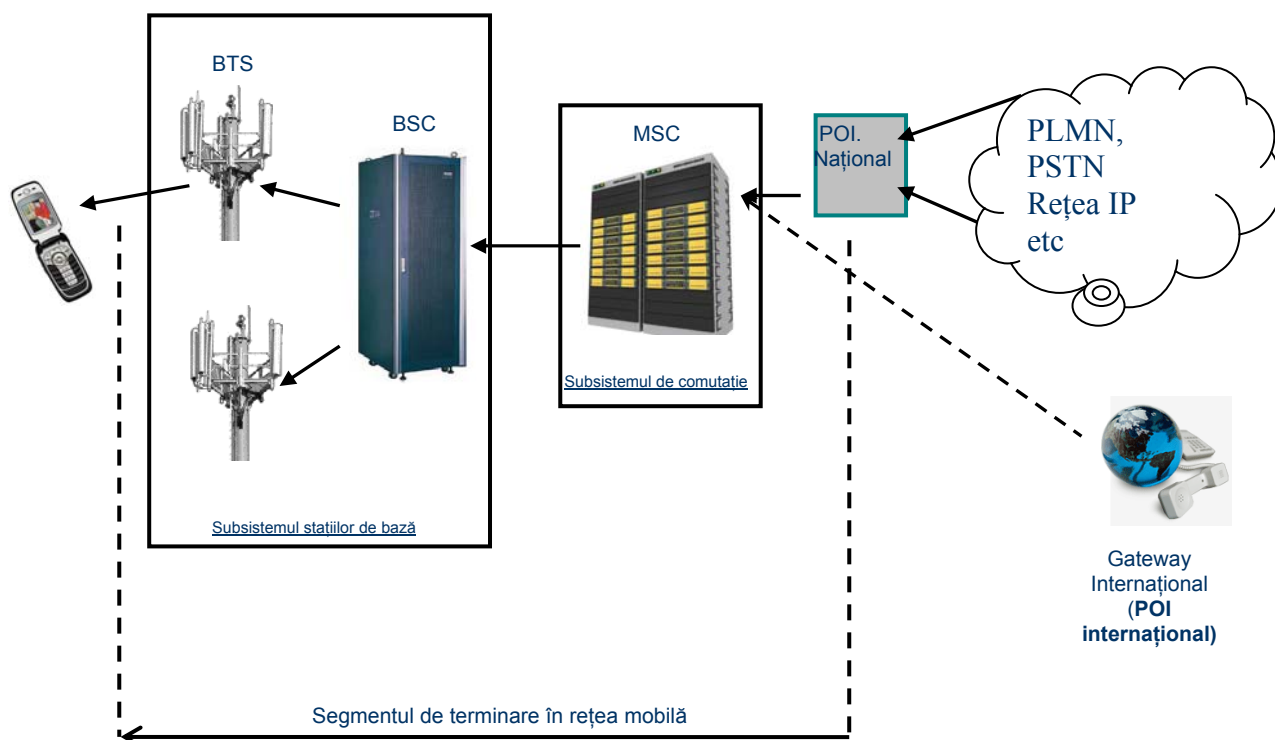 BTS
BSC
MSC
POI.
Național
PLMN,
PSTN
Rețea IP
etc
Subsistemul de comutație
Subsistemul stațiilor de bază
Gateway
Internațional
(POI
internațional)
Segmentul de terminare în rețea mobilă